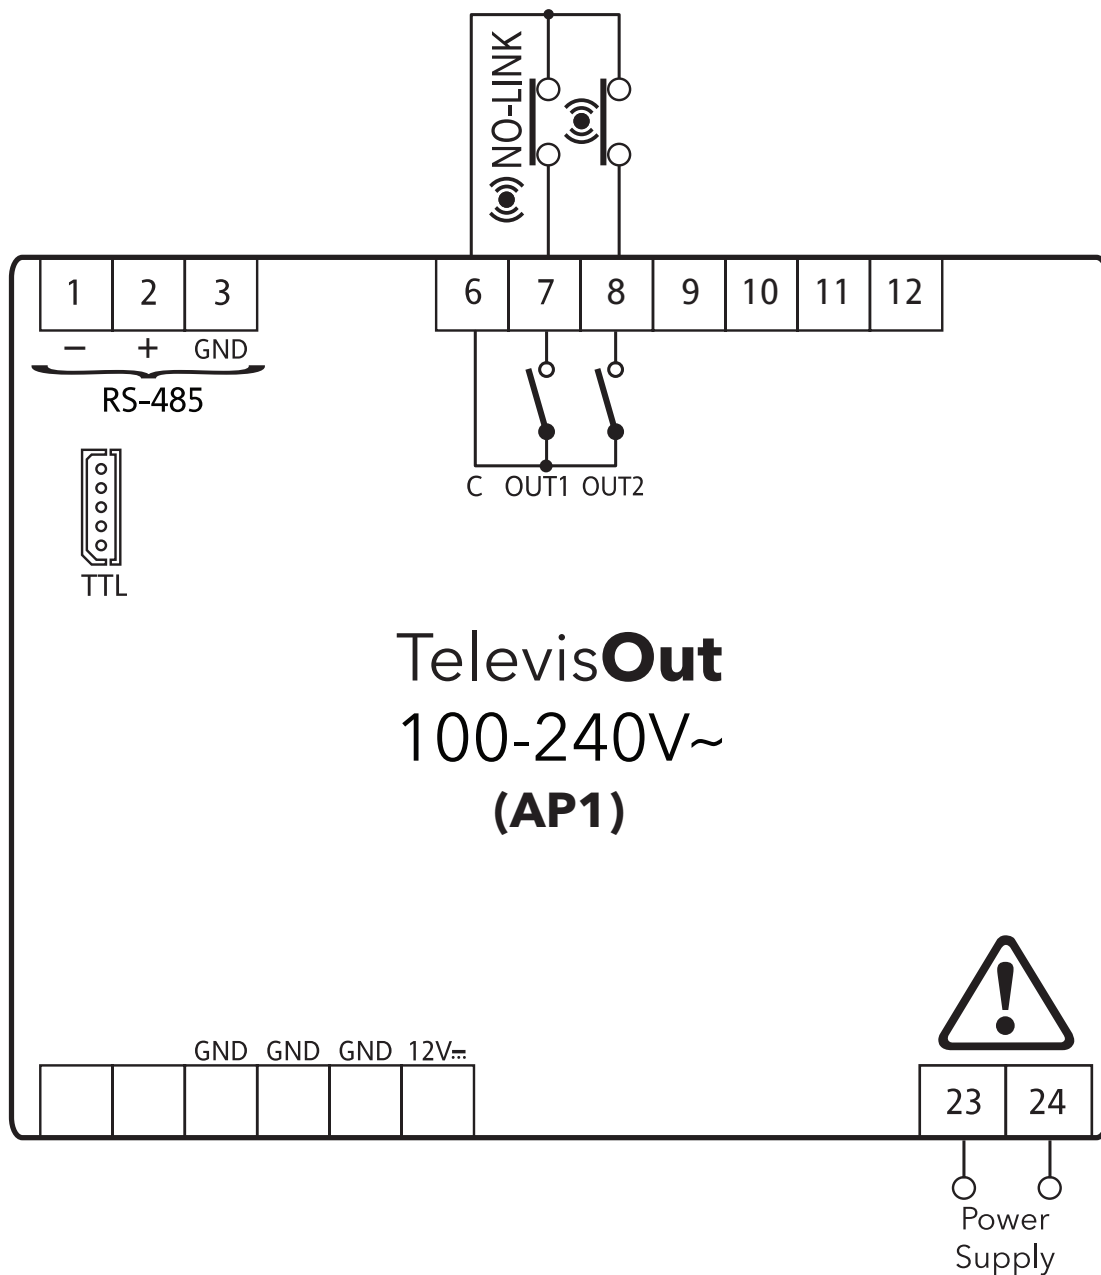 NO-LINK
1 2 3
6 7 8 9 10 11 12
− + GND
RS-485
C OUT1 OUT2
TTL
TelevisOut
100-240V~
(AP1)
GND GND GND 12V⎓
23 24
Power
Supply